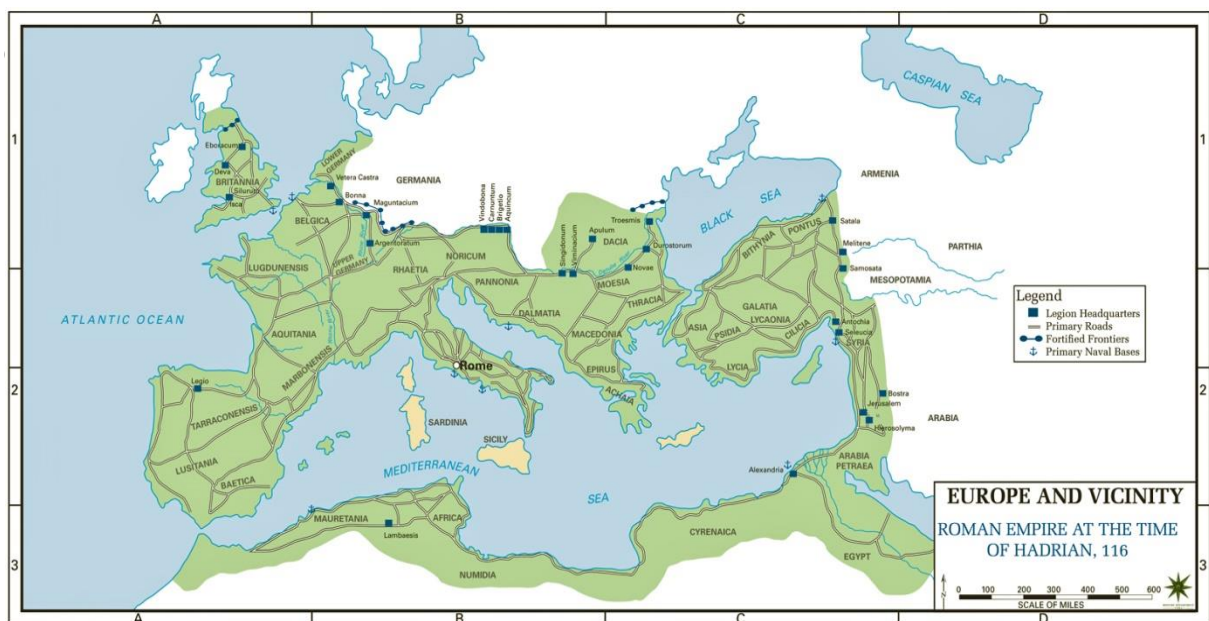 A
B
C
D
1
2
3
CASPIAN SEA
ARMENIA
PARTHIA
MESOPOTAMIA
ARABIA
BLACK SEA
ATLANTIC OCEAN
MEDITERRANEAN
SEA
GERMANIA
Eboracum
Deva
BRITANNIA
Silurum
Isca
LOWER
GERMANY
Vetera Castra
Bonna
Maguntacium
BELGICA
Argentoratum
UPPER
GERMANY
LUGDUNENSIS
AQUITANIA
MARBONENSIS
RHAETIA
NORICUM
Vindobona
Carnunum
Brigetio
Aquincum
PANNONIA
DALMATIA
Singidonum
Viminacium
Apulum
DACIA
Troesmis
Durostorum
Novae
MOESIA
THRACIA
MACEDONIA
EPIRUS
ACHAIA
Rome
SARDINIA
SICILY
Legio
TARRACONENSIS
LUSITANIA
BAETICA
MAURETANIA
Lambaesis
AFRICA
NUMIDIA
CYRENAICA
EGYPT
Alexandria
ARABIA
PETRAEA
BITHYNIA
PONTUS
Satala
Melitene
Samosata
GALATIA
LYCAONIA
ASIA
PSIDIA
CILICIA
LYCIA
Antochia
Seleucia
SYRIA
Bostra
Jerusalem
Hierosolyma
Legend
Legion Headquarters
Primary Roads
Fortified Frontiers
Primary Naval Bases
EUROPE AND VICINITY
ROMAN EMPIRE AT THE TIME
OF HADRIAN, 116
N
0 100 200 300 400 500 600
SCALE OF MILES
1
2
3
A
B
C
D